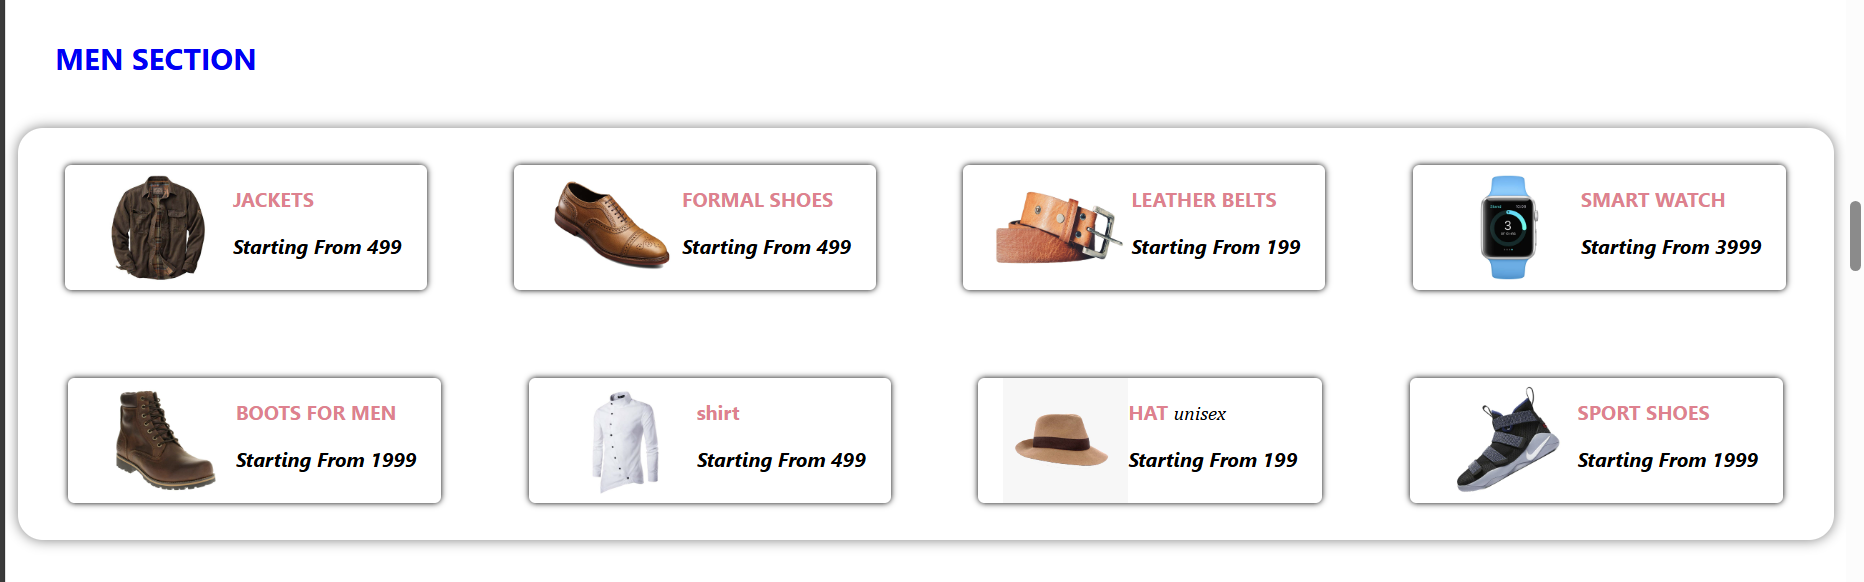 MEN SECTION
JACKETS
Starting From 499
FORMAL SHOES
Starting From 499
LEATHER BELTS
Starting From 199
SMART WATCH
Starting From 3999
BOOTS FOR MEN
Starting From 1999
shirt
Starting From 499
HAT unisex
Starting From 199
SPORT SHOES
Starting From 1999